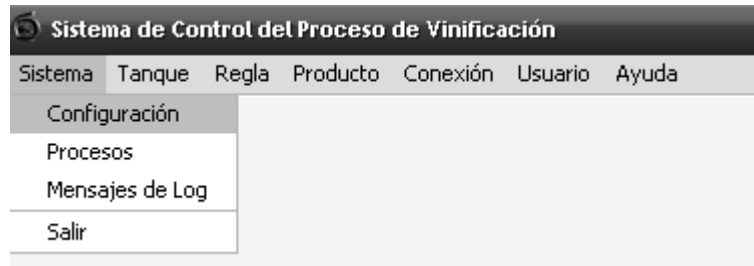 Sistema de Control del Proceso de Vinificación
Sistema Tanque Regla Producto Conexión Usuario Ayuda
Configuración
Procesos
Mensajes de Log
Salir